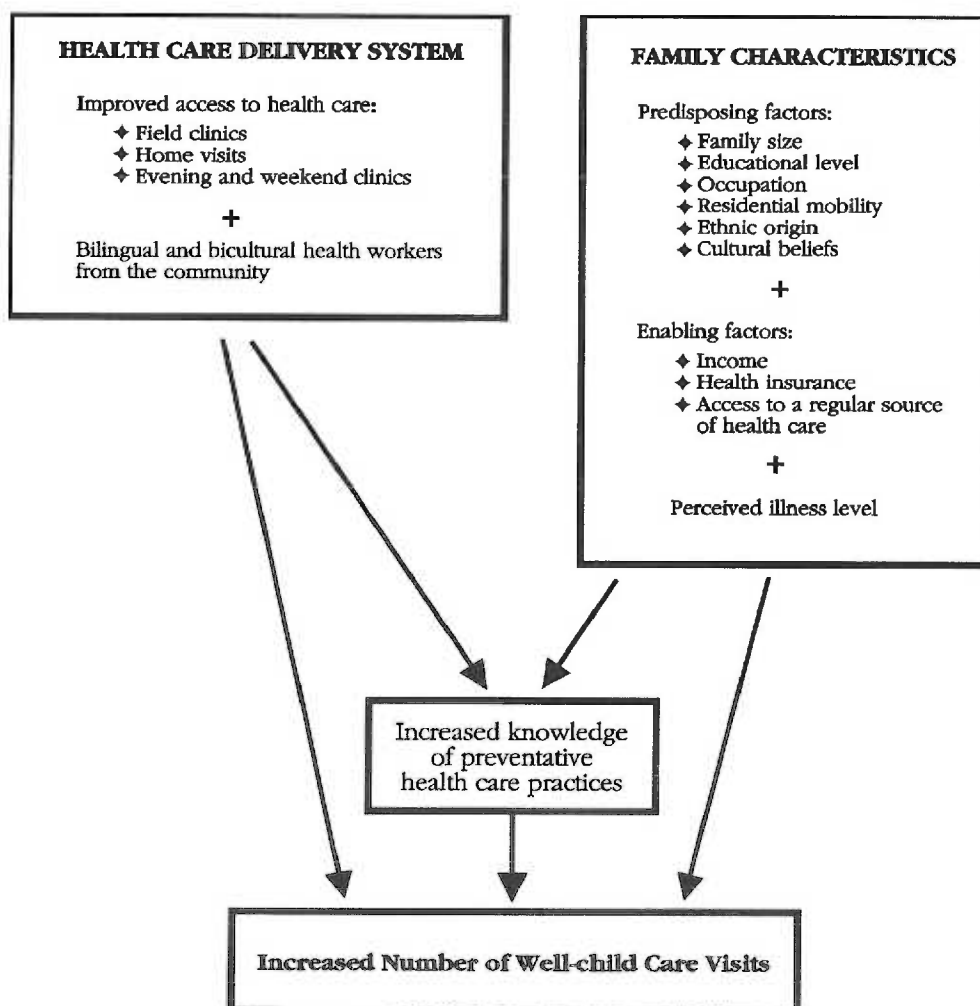 HEALTH CARE DELIVERY SYSTEM
Improved access to health care:
✦ Field clinics
✦ Home visits
✦ Evening and weekend clinics
+
Bilingual and bicultural health workers
from the community
FAMILY CHARACTERISTICS
Predisposing factors:
✦ Family size
✦ Educational level
✦ Occupation
✦ Residential mobility
✦ Ethnic origin
✦ Cultural beliefs
+
Enabling factors:
✦ Income
✦ Health insurance
✦ Access to a regular source
of health care
+
Perceived illness level
Increased knowledge
of preventative
health care practices
Increased Number of Well-child Care Visits